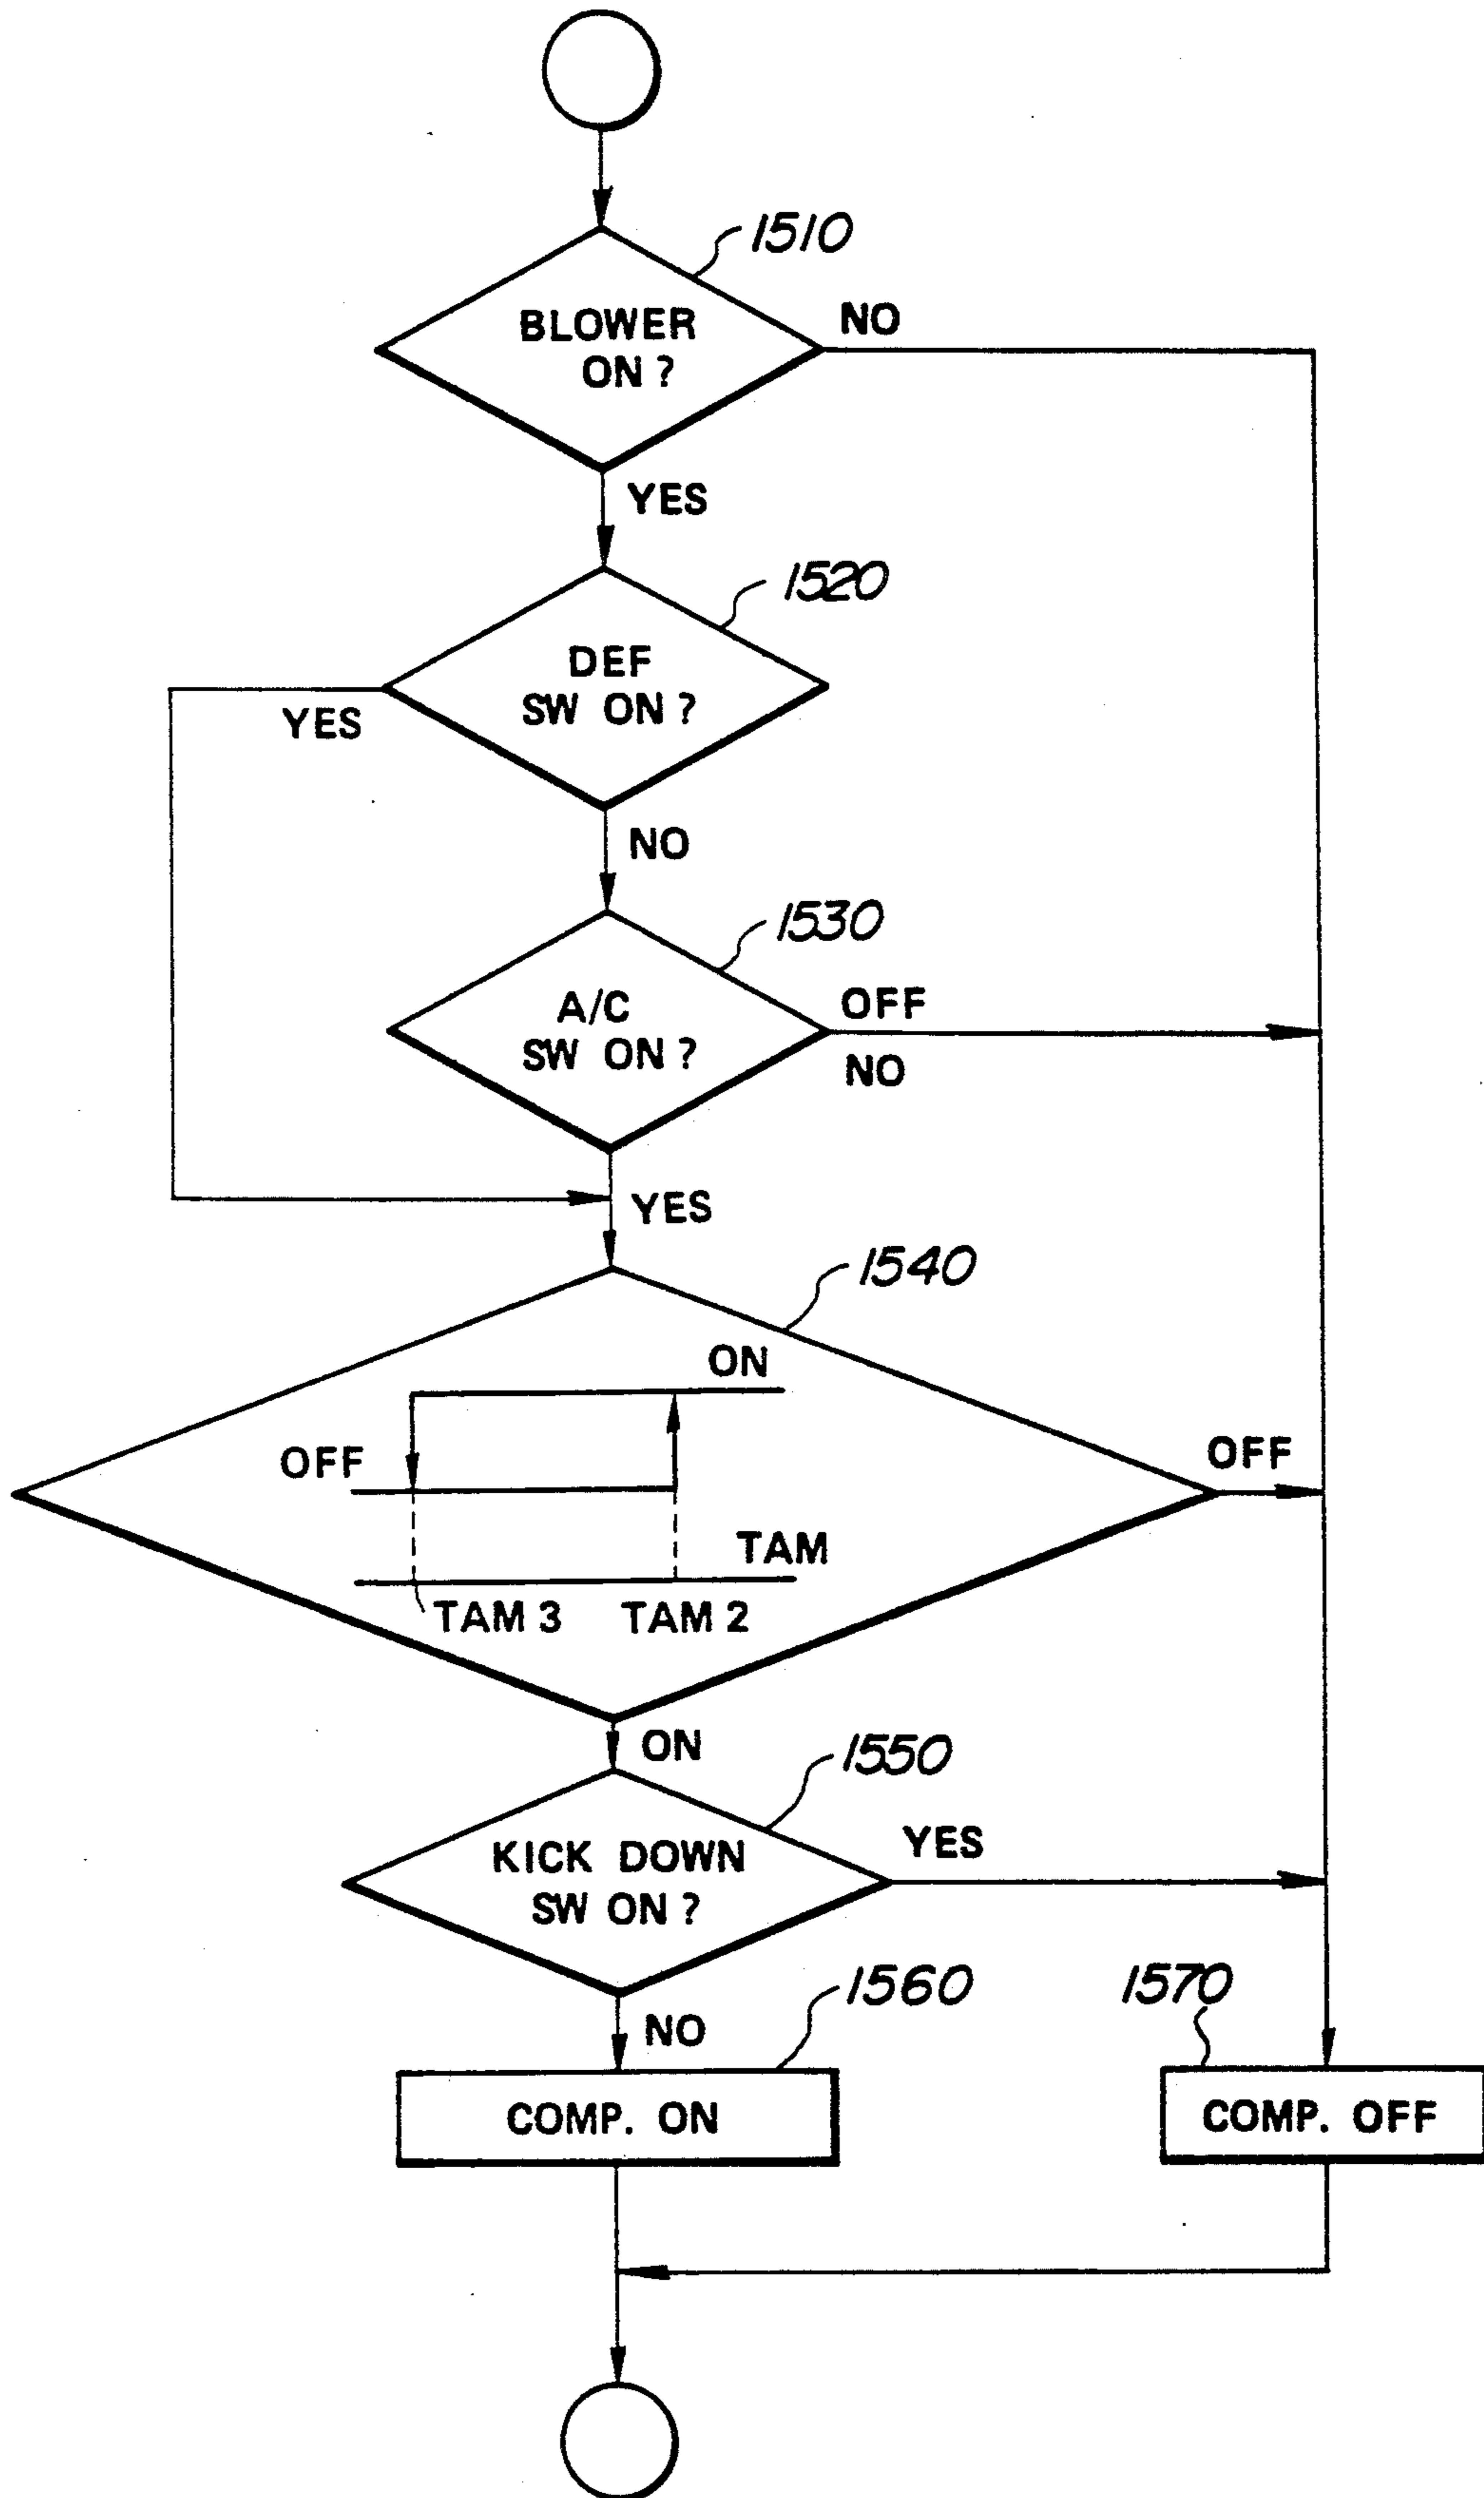 1510
BLOWER
ON ?
NO
YES
1520
DEF
SW ON ?
YES
NO
1530
A/C
SW ON ?
OFF
NO
YES
1540
ON
OFF
OFF
TAM
TAM 3 TAM 2
ON
1550
KICK DOWN
SW ON ?
YES
1560
1570
NO
COMP. ON
COMP. OFF